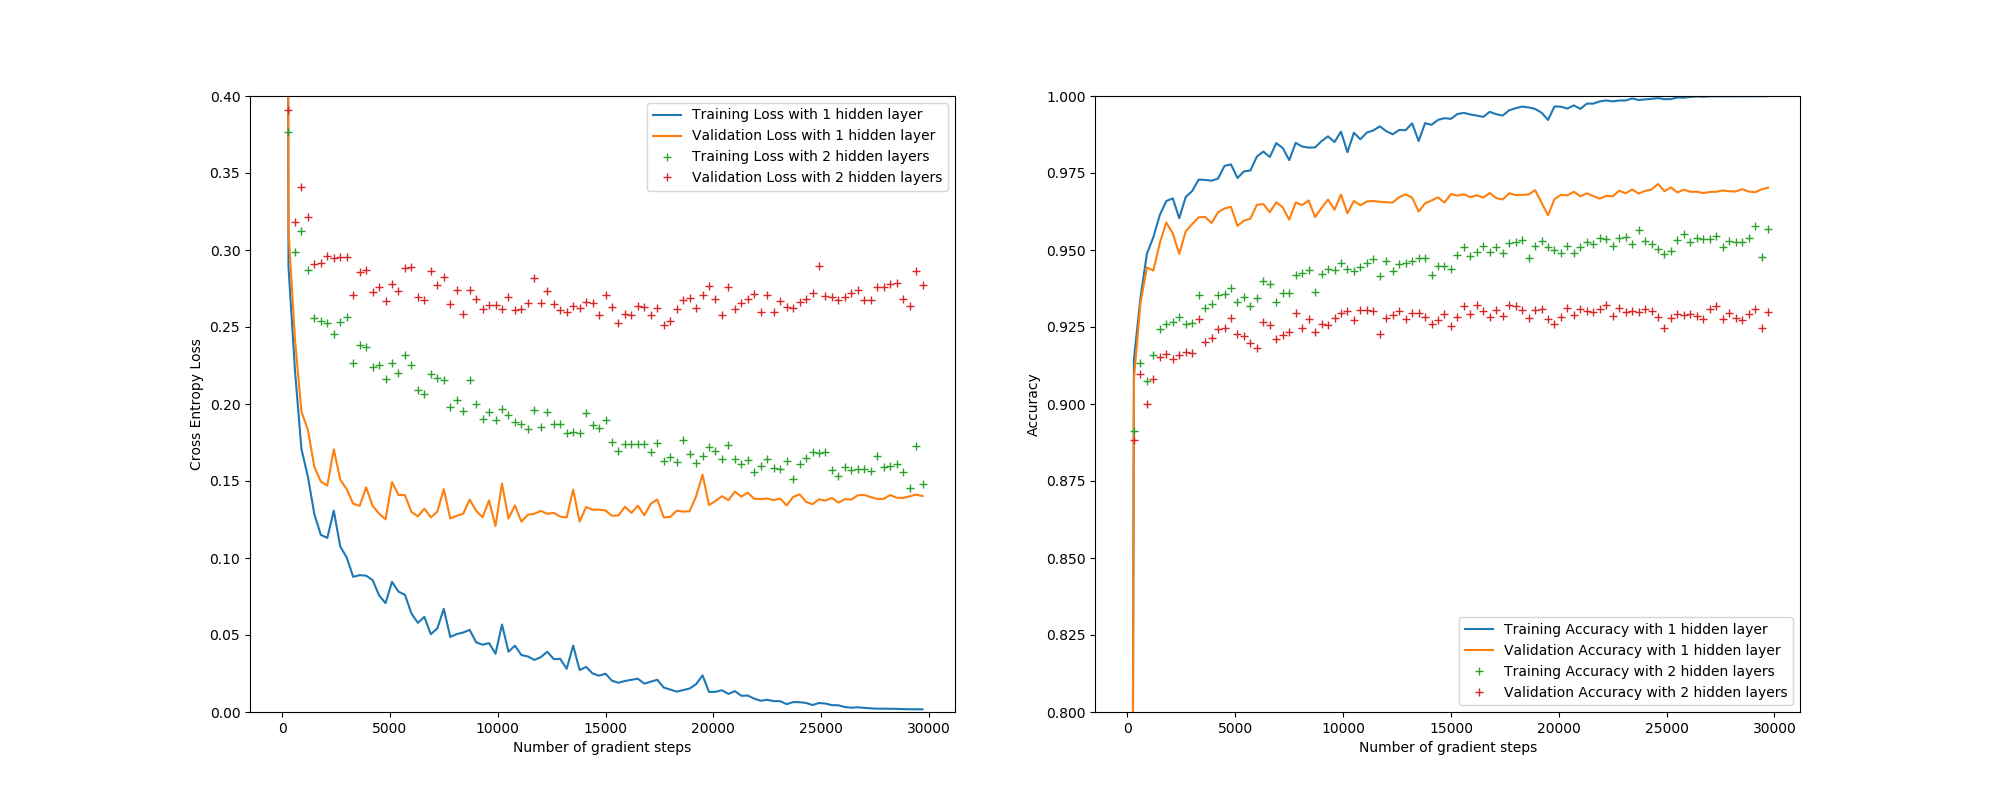 0.40
0.35
0.30
0.25
0.20
0.15
0.10
0.05
0.00
Cross Entropy Loss
0 5000 10000 15000 20000 25000 30000
Number of gradient steps
Training Loss with 1 hidden layer
Validation Loss with 1 hidden layer
Training Loss with 2 hidden layers
Validation Loss with 2 hidden layers
1.000
0.975
0.950
0.925
0.900
0.875
0.850
0.825
0.800
Accuracy
0 5000 10000 15000 20000 25000 30000
Number of gradient steps
Training Accuracy with 1 hidden layer
Validation Accuracy with 1 hidden layer
Training Accuracy with 2 hidden layers
Validation Accuracy with 2 hidden layers